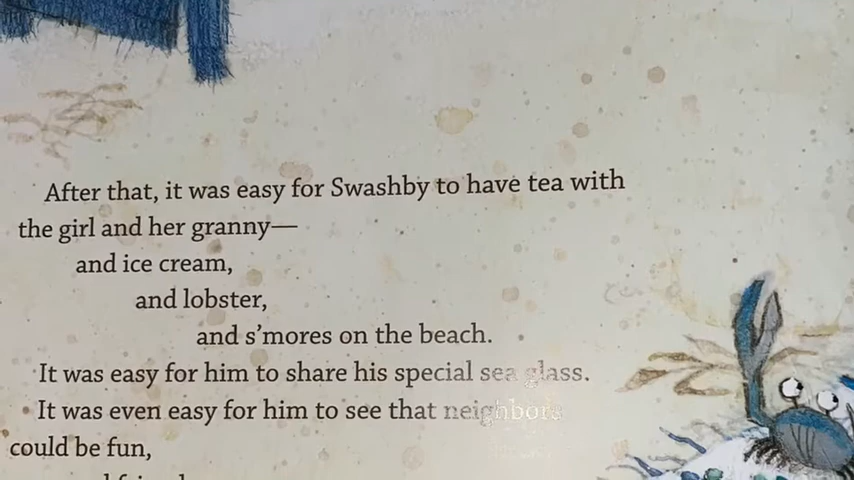 After that, it was easy for Swashby to have tea with
the girl and her granny—
and ice cream,
and lobster,
and s’mores on the beach.
It was easy for him to share his special sea glass.
It was even easy for him to see that neighbors
could be fun,